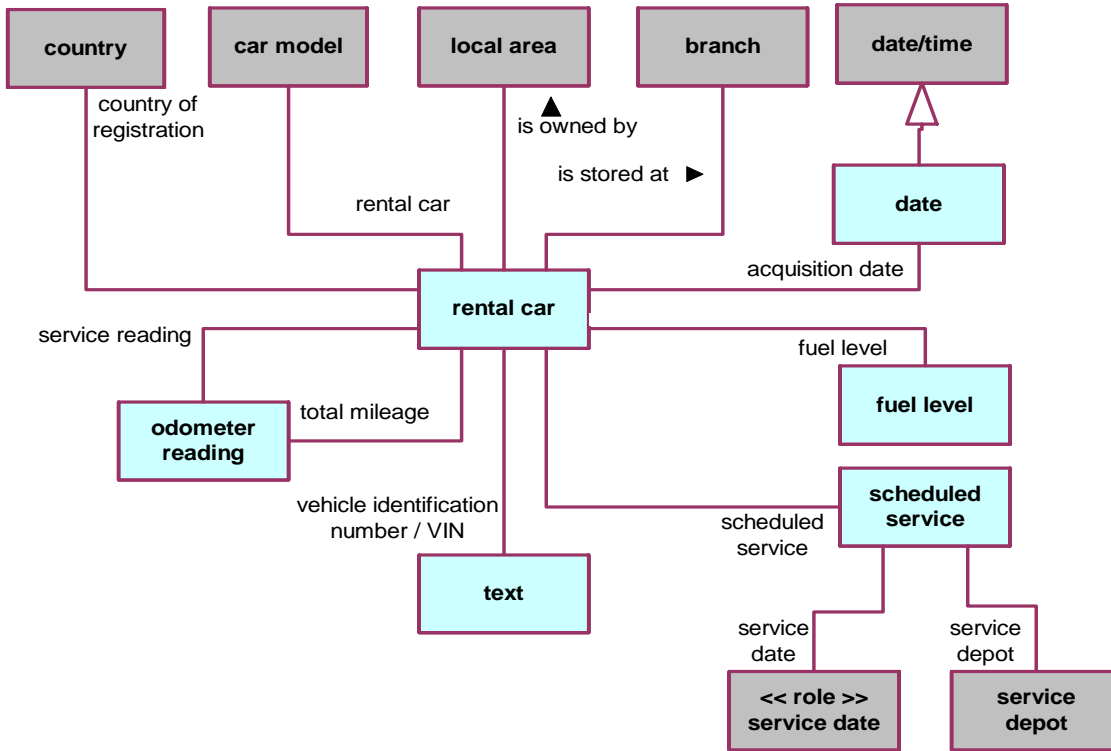 country
car model
local area
branch
date/time
country of
registration
is owned by
is stored at
rental car
date
acquisition date
rental car
service reading
fuel level
total mileage
odometer
reading
fuel level
vehicle identification
number / VIN
scheduled
service
scheduled
service
text
service
date
service
depot
<< role >>
service date
service
depot